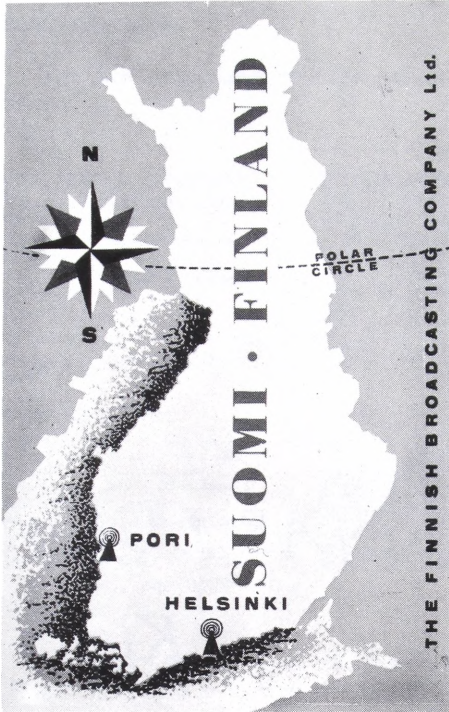 N
S
POLAR
CIRCLE
SUOMI · FINLAND
PORI
HELSINKI
THE FINNISH BROADCASTING COMPANY Ltd.